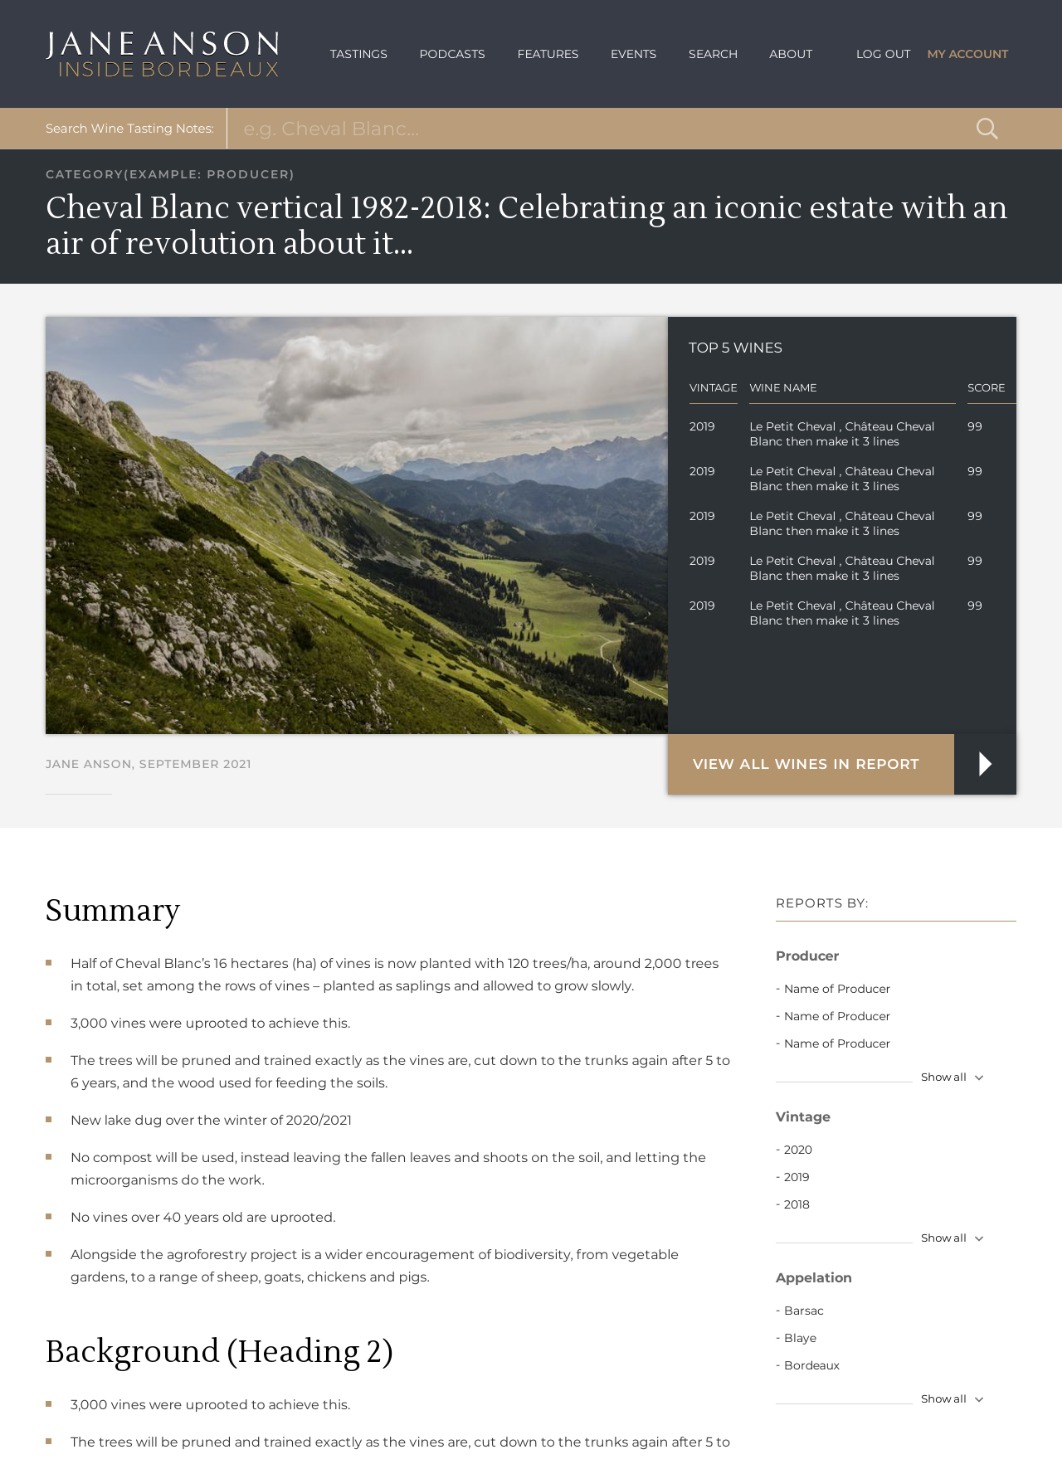 JANE ANSON
INSIDE BORDEAUX
TASTINGS PODCASTS FEATURES EVENTS SEARCH ABOUT LOG OUT MY ACCOUNT
Search Wine Tasting Notes: e.g. Cheval Blanc...
CATEGORY(EXAMPLE: PRODUCER)
Cheval Blanc vertical 1982-2018: Celebrating an iconic estate with an
air of revolution about it...
TOP 5 WINES
VINTAGE WINE NAME SCORE
2019 Le Petit Cheval , Château Cheval 99
Blanc then make it 3 lines
2019 Le Petit Cheval , Château Cheval 99
Blanc then make it 3 lines
2019 Le Petit Cheval , Château Cheval 99
Blanc then make it 3 lines
2019 Le Petit Cheval , Château Cheval 99
Blanc then make it 3 lines
2019 Le Petit Cheval , Château Cheval 99
Blanc then make it 3 lines
JANE ANSON, SEPTEMBER 2021
VIEW ALL WINES IN REPORT
Summary
Half of Cheval Blanc’s 16 hectares (ha) of vines is now planted with 120 trees/ha, around 2,000 trees
in total, set among the rows of vines – planted as saplings and allowed to grow slowly.
3,000 vines were uprooted to achieve this.
The trees will be pruned and trained exactly as the vines are, cut down to the trunks again after 5 to
6 years, and the wood used for feeding the soils.
New lake dug over the winter of 2020/2021
No compost will be used, instead leaving the fallen leaves and shoots on the soil, and letting the
microorganisms do the work.
No vines over 40 years old are uprooted.
Alongside the agroforestry project is a wider encouragement of biodiversity, from vegetable
gardens, to a range of sheep, goats, chickens and pigs.
Background (Heading 2)
3,000 vines were uprooted to achieve this.
The trees will be pruned and trained exactly as the vines are, cut down to the trunks again after 5 to
REPORTS BY:
Producer
- Name of Producer
- Name of Producer
- Name of Producer
Show all
Vintage
- 2020
- 2019
- 2018
Show all
Appelation
- Barsac
- Blaye
- Bordeaux
Show all